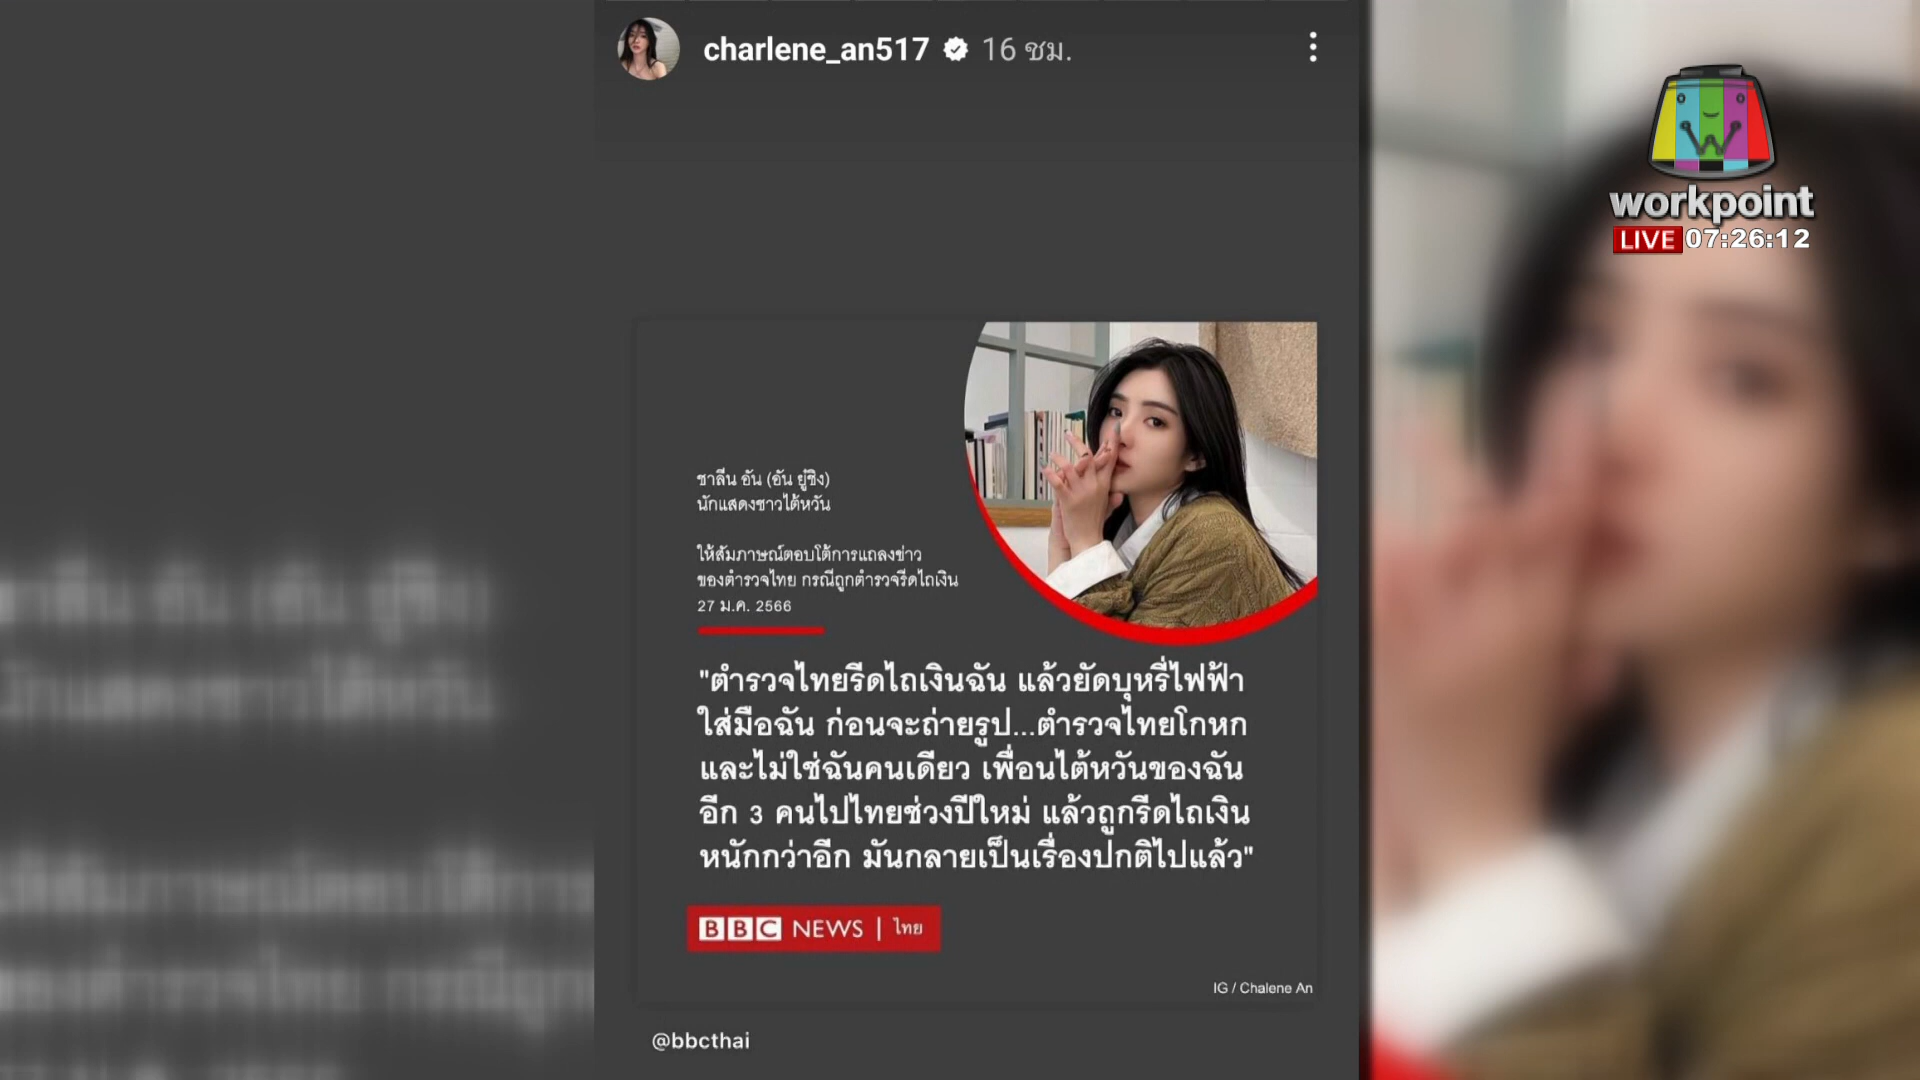 charlene_an517 16 ชม.
workpoint
LIVE 07:26:12
ชาลีน อัน (อัน ยู๋ชิง)
นักแสดงชาวไต้หวัน
ให้สัมภาษณ์ตอบโต้การแถลงข่าว
ของตำรวจไทย กรณีถูกตำรวจรีดไถเงิน
27 ม.ค. 2566
"ตำรวจไทยรีดไถเงินฉัน แล้วยัดบุหรี่ไฟฟ้า
ใส่มือฉัน ก่อนจะถ่ายรูป...ตำรวจไทยโกหก
และไม่ใช่ฉันคนเดียว เพื่อนไต้หวันของฉัน
อีก 3 คนไปไทยช่วงปีใหม่ แล้วถูกรีดไถเงิน
หนักกว่าอีก มันกลายเป็นเรื่องปกติไปแล้ว"
BBC NEWS | ไทย
IG / Chalene An
@bbcthai